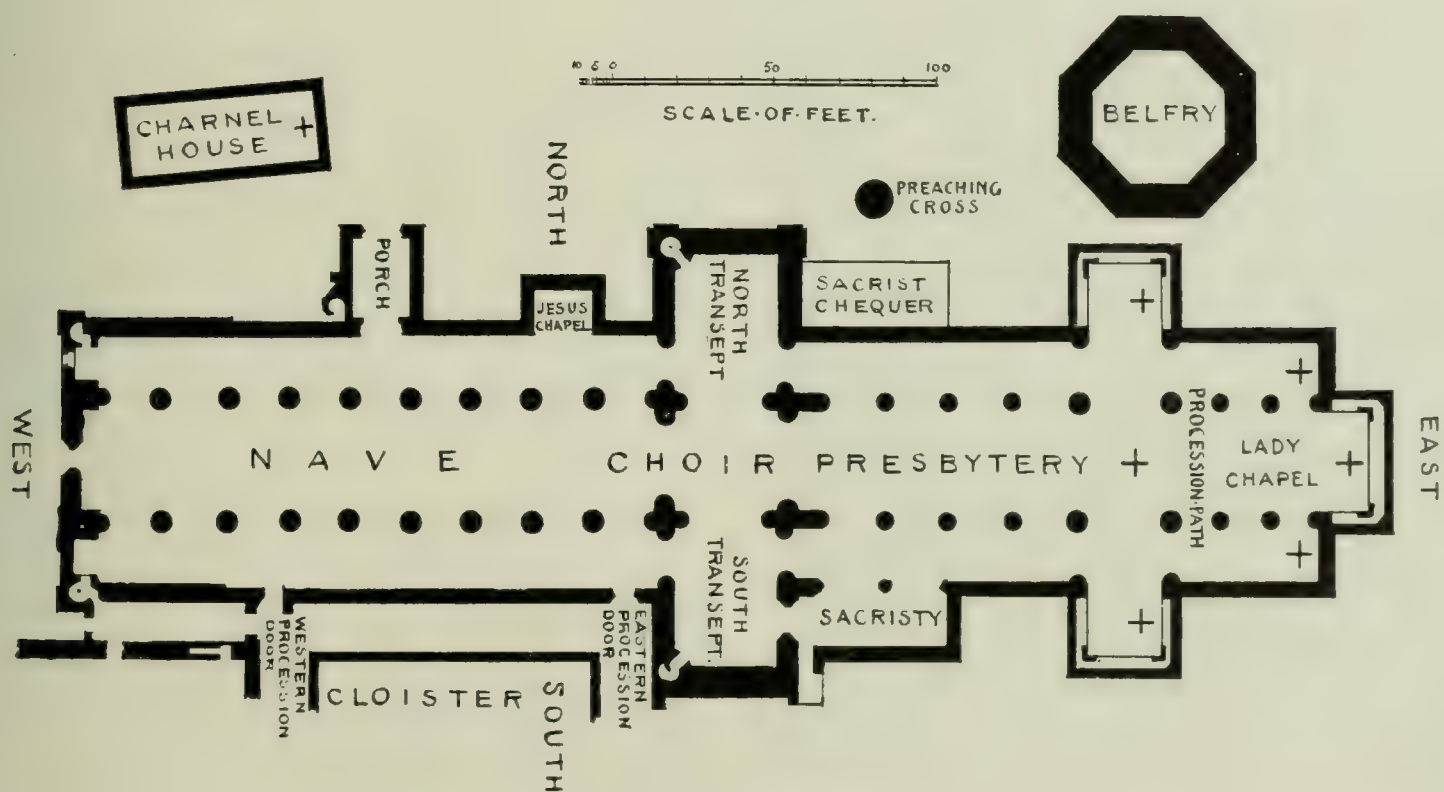 10 5 0 50 100
SCALE·OF·FEET.
CHARNEL
HOUSE
BELFRY
PREACHING
CROSS
NORTH
PORCH
JESUS
CHAPEL
NORTH
TRANSEPT
SACRIST
CHEQUER
WEST
NAVE
CHOIR
PRESBYTERY
PROCESSION·PATH
LADY
CHAPEL
EAST
WESTERN
PROCESSION
DOOR
EASTERN
PROCESSION
DOOR
SOUTH
TRANSEPT.
SACRISTY
CLOISTER
SOUTH